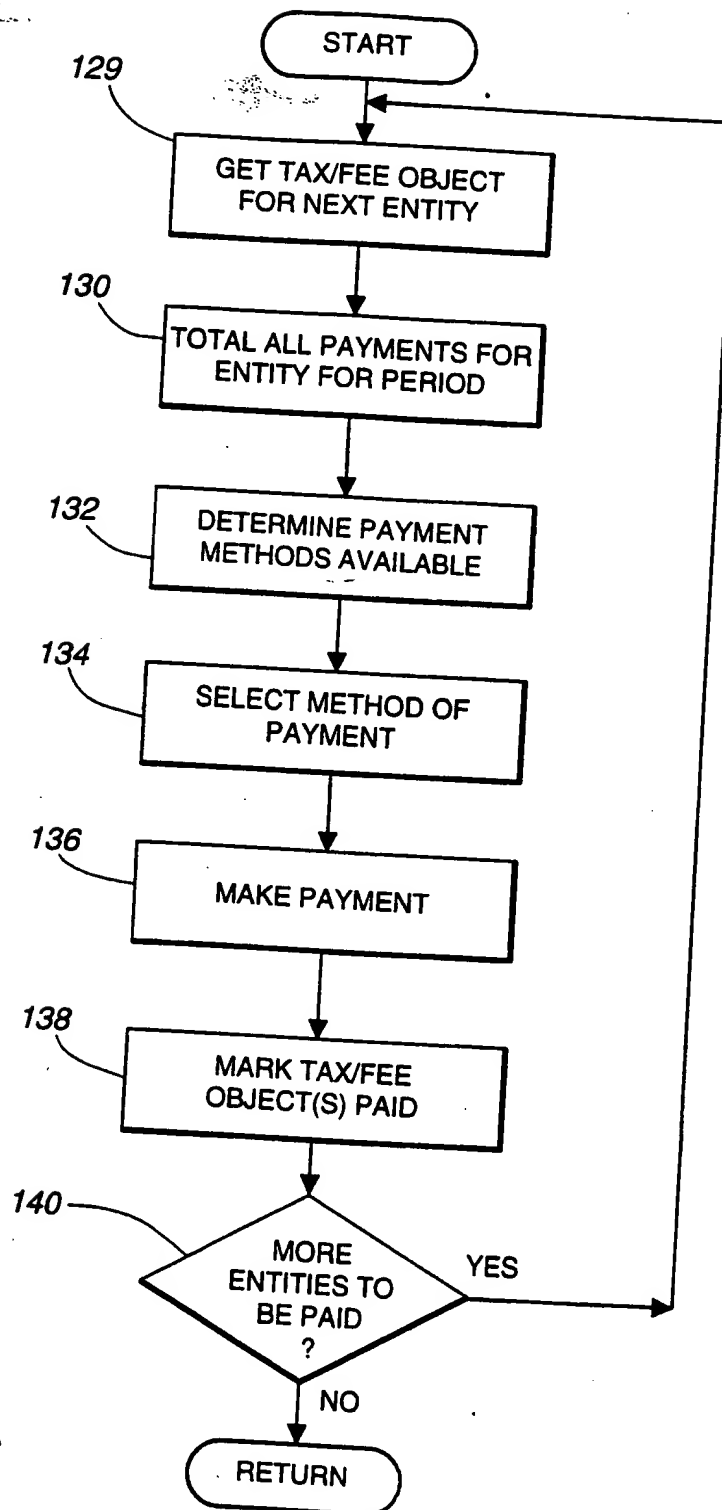 START
129
GET TAX/FEE OBJECT
FOR NEXT ENTITY
130
TOTAL ALL PAYMENTS FOR
ENTITY FOR PERIOD
132
DETERMINE PAYMENT
METHODS AVAILABLE
134
SELECT METHOD OF
PAYMENT
136
MAKE PAYMENT
138
MARK TAX/FEE
OBJECT(S) PAID
140
MORE
ENTITIES TO
BE PAID
?
YES
NO
RETURN